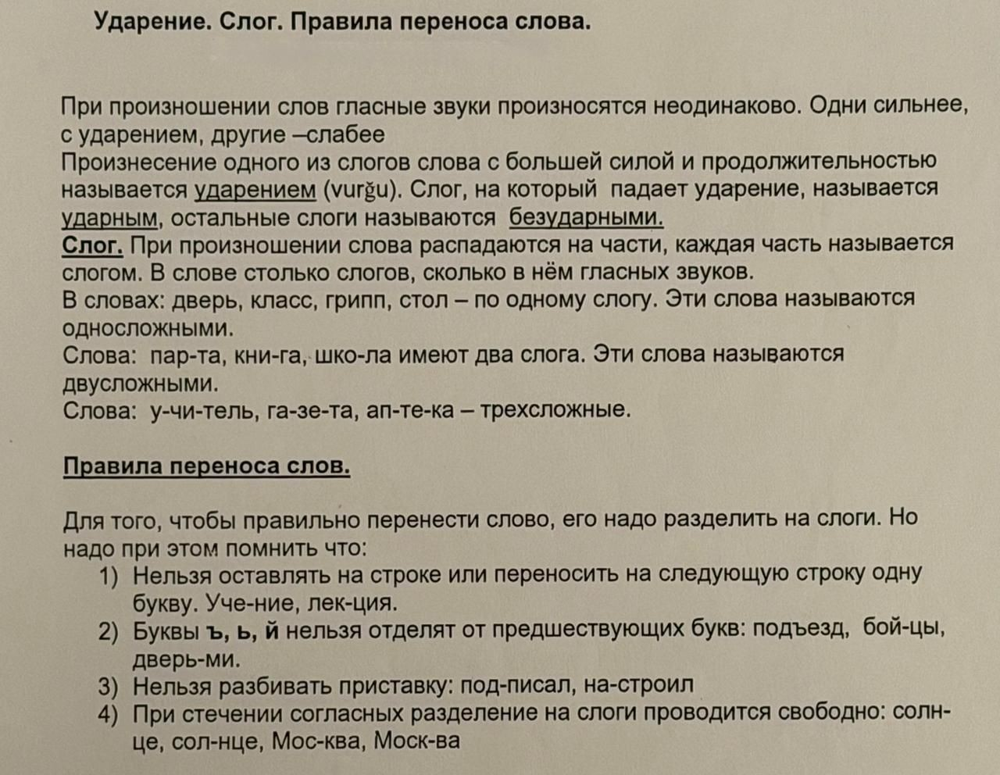 Ударение. Слог. Правила переноса слова.
При произношении слов гласные звуки произносятся неодинаково. Одни сильнее,
с ударением, другие –слабее
Произнесение одного из слогов слова с большей силой и продолжительностью
называется ударением (vurğu). Слог, на который падает ударение, называется
ударным, остальные слоги называются безударными.
Слог. При произношении слова распадаются на части, каждая часть называется
слогом. В слове столько слогов, сколько в нём гласных звуков.
В словах: дверь, класс, грипп, стол – по одному слогу. Эти слова называются
односложными.
Слова: пар-та, кни-га, шко-ла имеют два слога. Эти слова называются
двусложными.
Слова: у-чи-тель, га-зе-та, ап-те-ка – трехсложные.
Правила переноса слов.
Для того, чтобы правильно перенести слово, его надо разделить на слоги. Но
надо при этом помнить что:
1) Нельзя оставлять на строке или переносить на следующую строку одну
букву. Уче-ние, лек-ция.
2) Буквы ъ, ь, й нельзя отделят от предшествующих букв: подъезд, бой-цы,
дверь-ми.
3) Нельзя разбивать приставку: под-писал, на-строил
4) При стечении согласных разделение на слоги проводится свободно: солн-
це, сол-нце, Мос-ква, Моск-ва